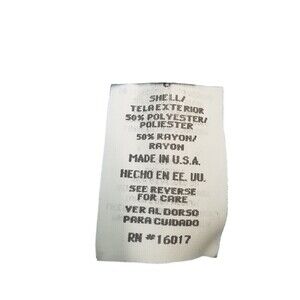 SHELL/
TELA EXTERIOR
50% POLYESTER/
POLIESTER
50% RAYON/
RAYON
MADE IN U.S.A.
HECHO EN EE. UU.
SEE REVERSE
FOR CARE
VER AL DORSO
PARA CUIDADO
RN #16017